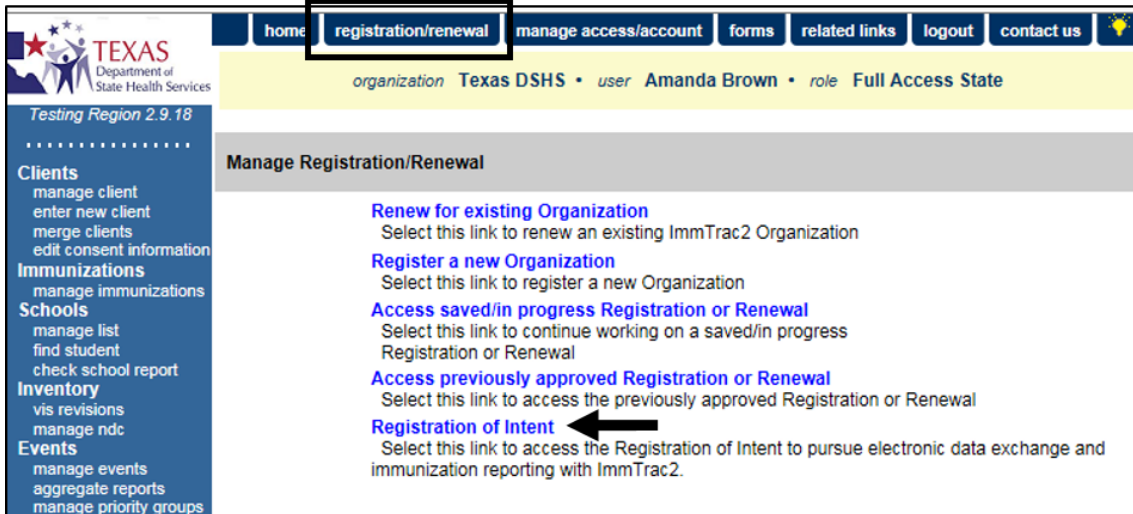 home registration/renewal manage access/account forms related links logout contact us
TEXAS
Department of
State Health Services
organization Texas DSHS • user Amanda Brown • role Full Access State
Testing Region 2.9.18
Manage Registration/Renewal
Clients
manage client
enter new client
merge clients
edit consent information
Immunizations
manage immunizations
Schools
manage list
find student
check school report
Inventory
vis revisions
manage ndc
Events
manage events
aggregate reports
manage priority groups
Renew for existing Organization
Select this link to renew an existing ImmTrac2 Organization
Register a new Organization
Select this link to register a new Organization
Access saved/in progress Registration or Renewal
Select this link to continue working on a saved/in progress
Registration or Renewal
Access previously approved Registration or Renewal
Select this link to access the previously approved Registration or Renewal
Registration of Intent
Select this link to access the Registration of Intent to pursue electronic data exchange and
immunization reporting with ImmTrac2.